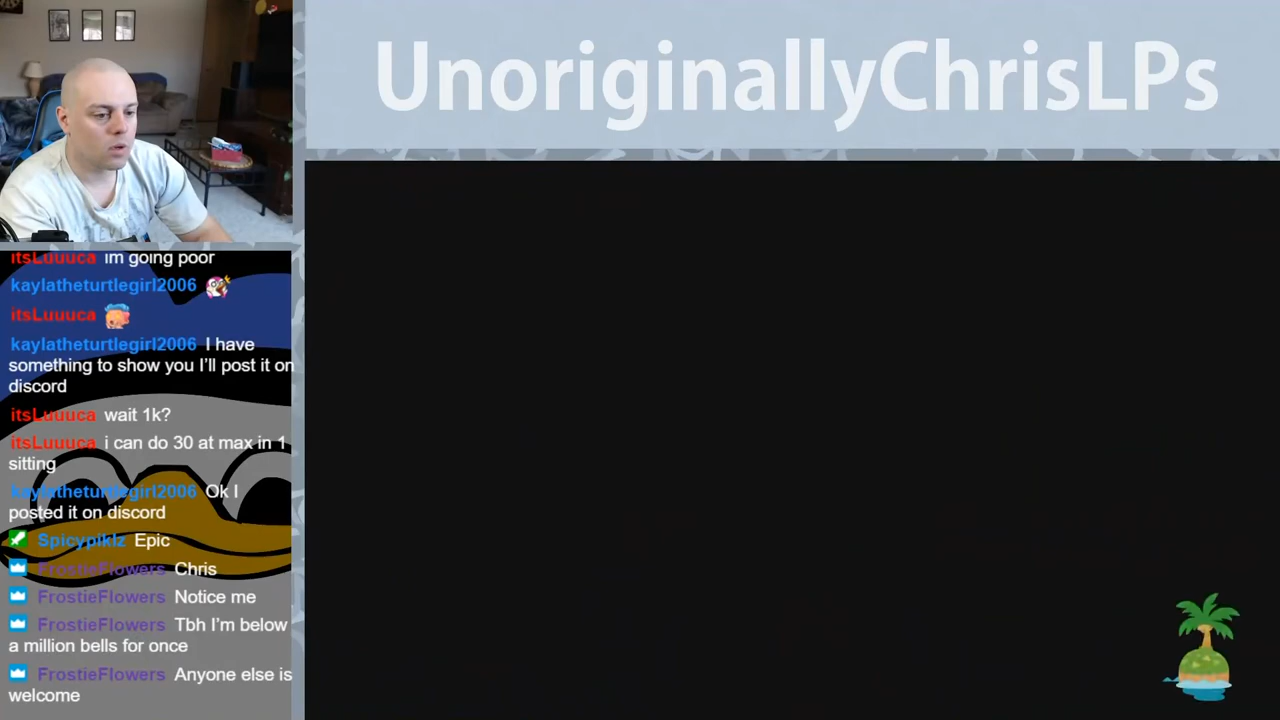 UnoriginallyChrisLPs
itsLuuuca im going poor
kaylatheturtlegirl2006
itsLuuuca
kaylatheturtlegirl2006 I have
something to show you I’ll post it on
discord
itsLuuuca wait 1k?
itsLuuuca i can do 30 at max in 1
sitting
kaylatheturtlegirl2006 Ok I
posted it on discord
Spicypiklz Epic
FrostieFlowers Chris
FrostieFlowers Notice me
FrostieFlowers Tbh I’m below
a million bells for once
FrostieFlowers Anyone else is
welcome